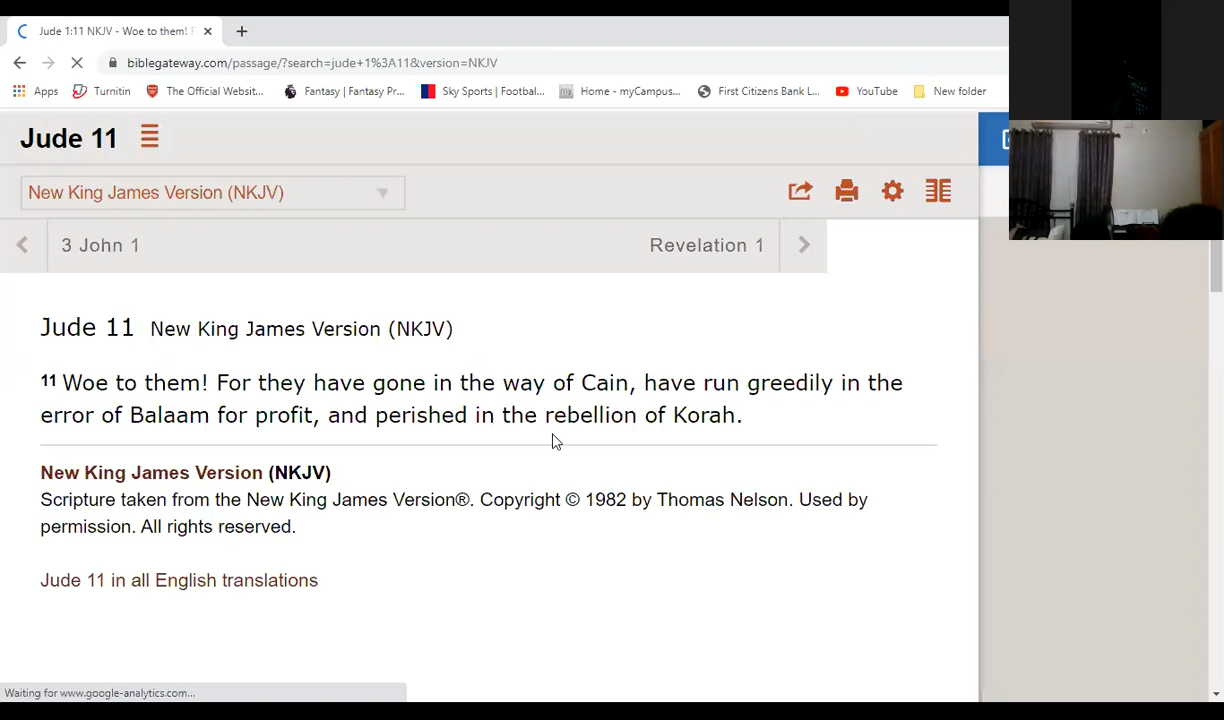 Jude 1:11 NKJV - Woe to them!
biblegateway.com/passage/?search=jude+1%3A11&version=NKJV
Apps Turnitin The Official Websit... Fantasy | Fantasy Pr... Sky Sports | Footbal... Home - myCampus... First Citizens Bank L... YouTube New folder
Jude 11
New King James Version (NKJV)
3 John 1 Revelation 1
Jude 11 New King James Version (NKJV)
11 Woe to them! For they have gone in the way of Cain, have run greedily in the
error of Balaam for profit, and perished in the rebellion of Korah.
New King James Version (NKJV)
Scripture taken from the New King James Version®. Copyright © 1982 by Thomas Nelson. Used by
permission. All rights reserved.
Jude 11 in all English translations
Waiting for www.google-analytics.com...